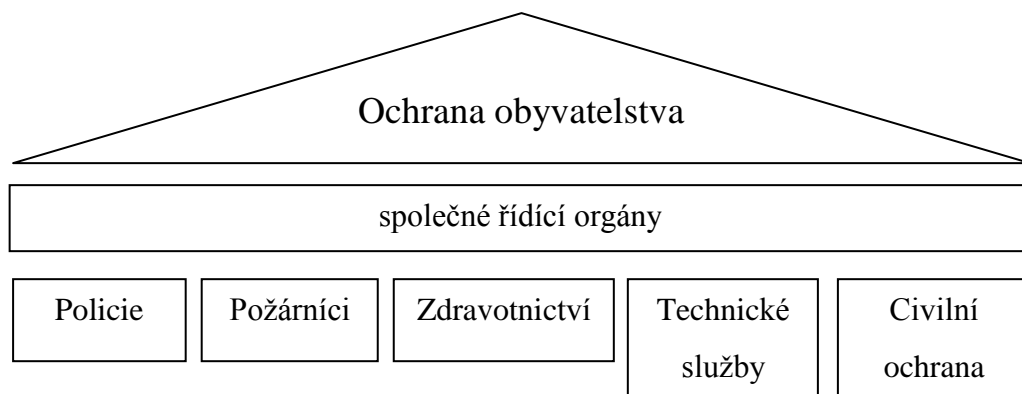 Ochrana obyvatelstva
společné řídící orgány
Policie
Požárníci
Zdravotnictví
Technické
služby
Civilní
ochrana